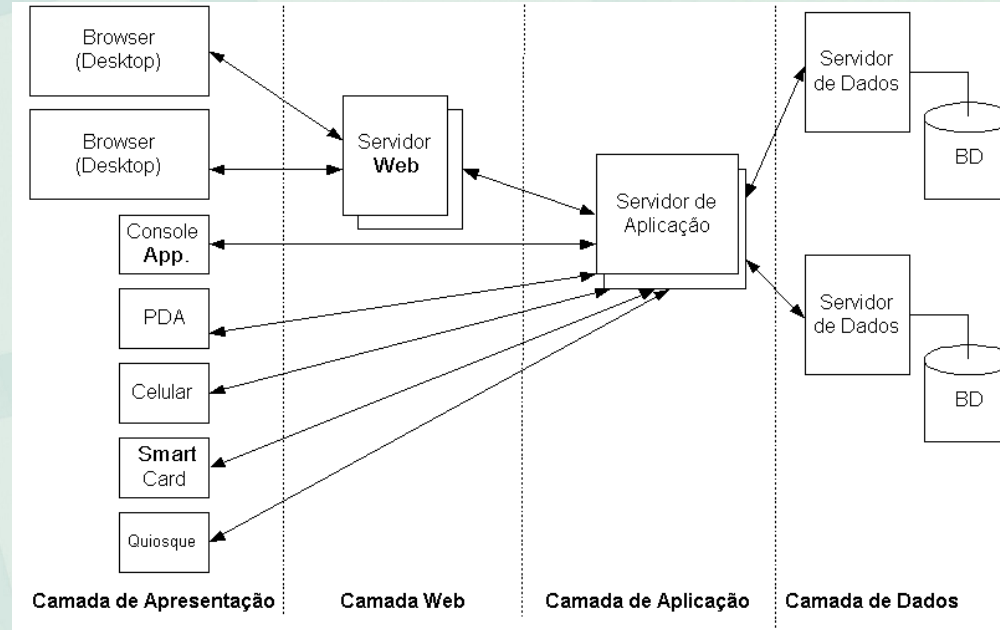 Browser
(Desktop)
Browser
(Desktop)
Console
App.
PDA
Celular
Smart
Card
Quiosque
Servidor
Web
Servidor de
Aplicação
Servidor
de Dados
BD
Servidor
de Dados
BD
Camada de Apresentação
Camada Web
Camada de Aplicação
Camada de Dados